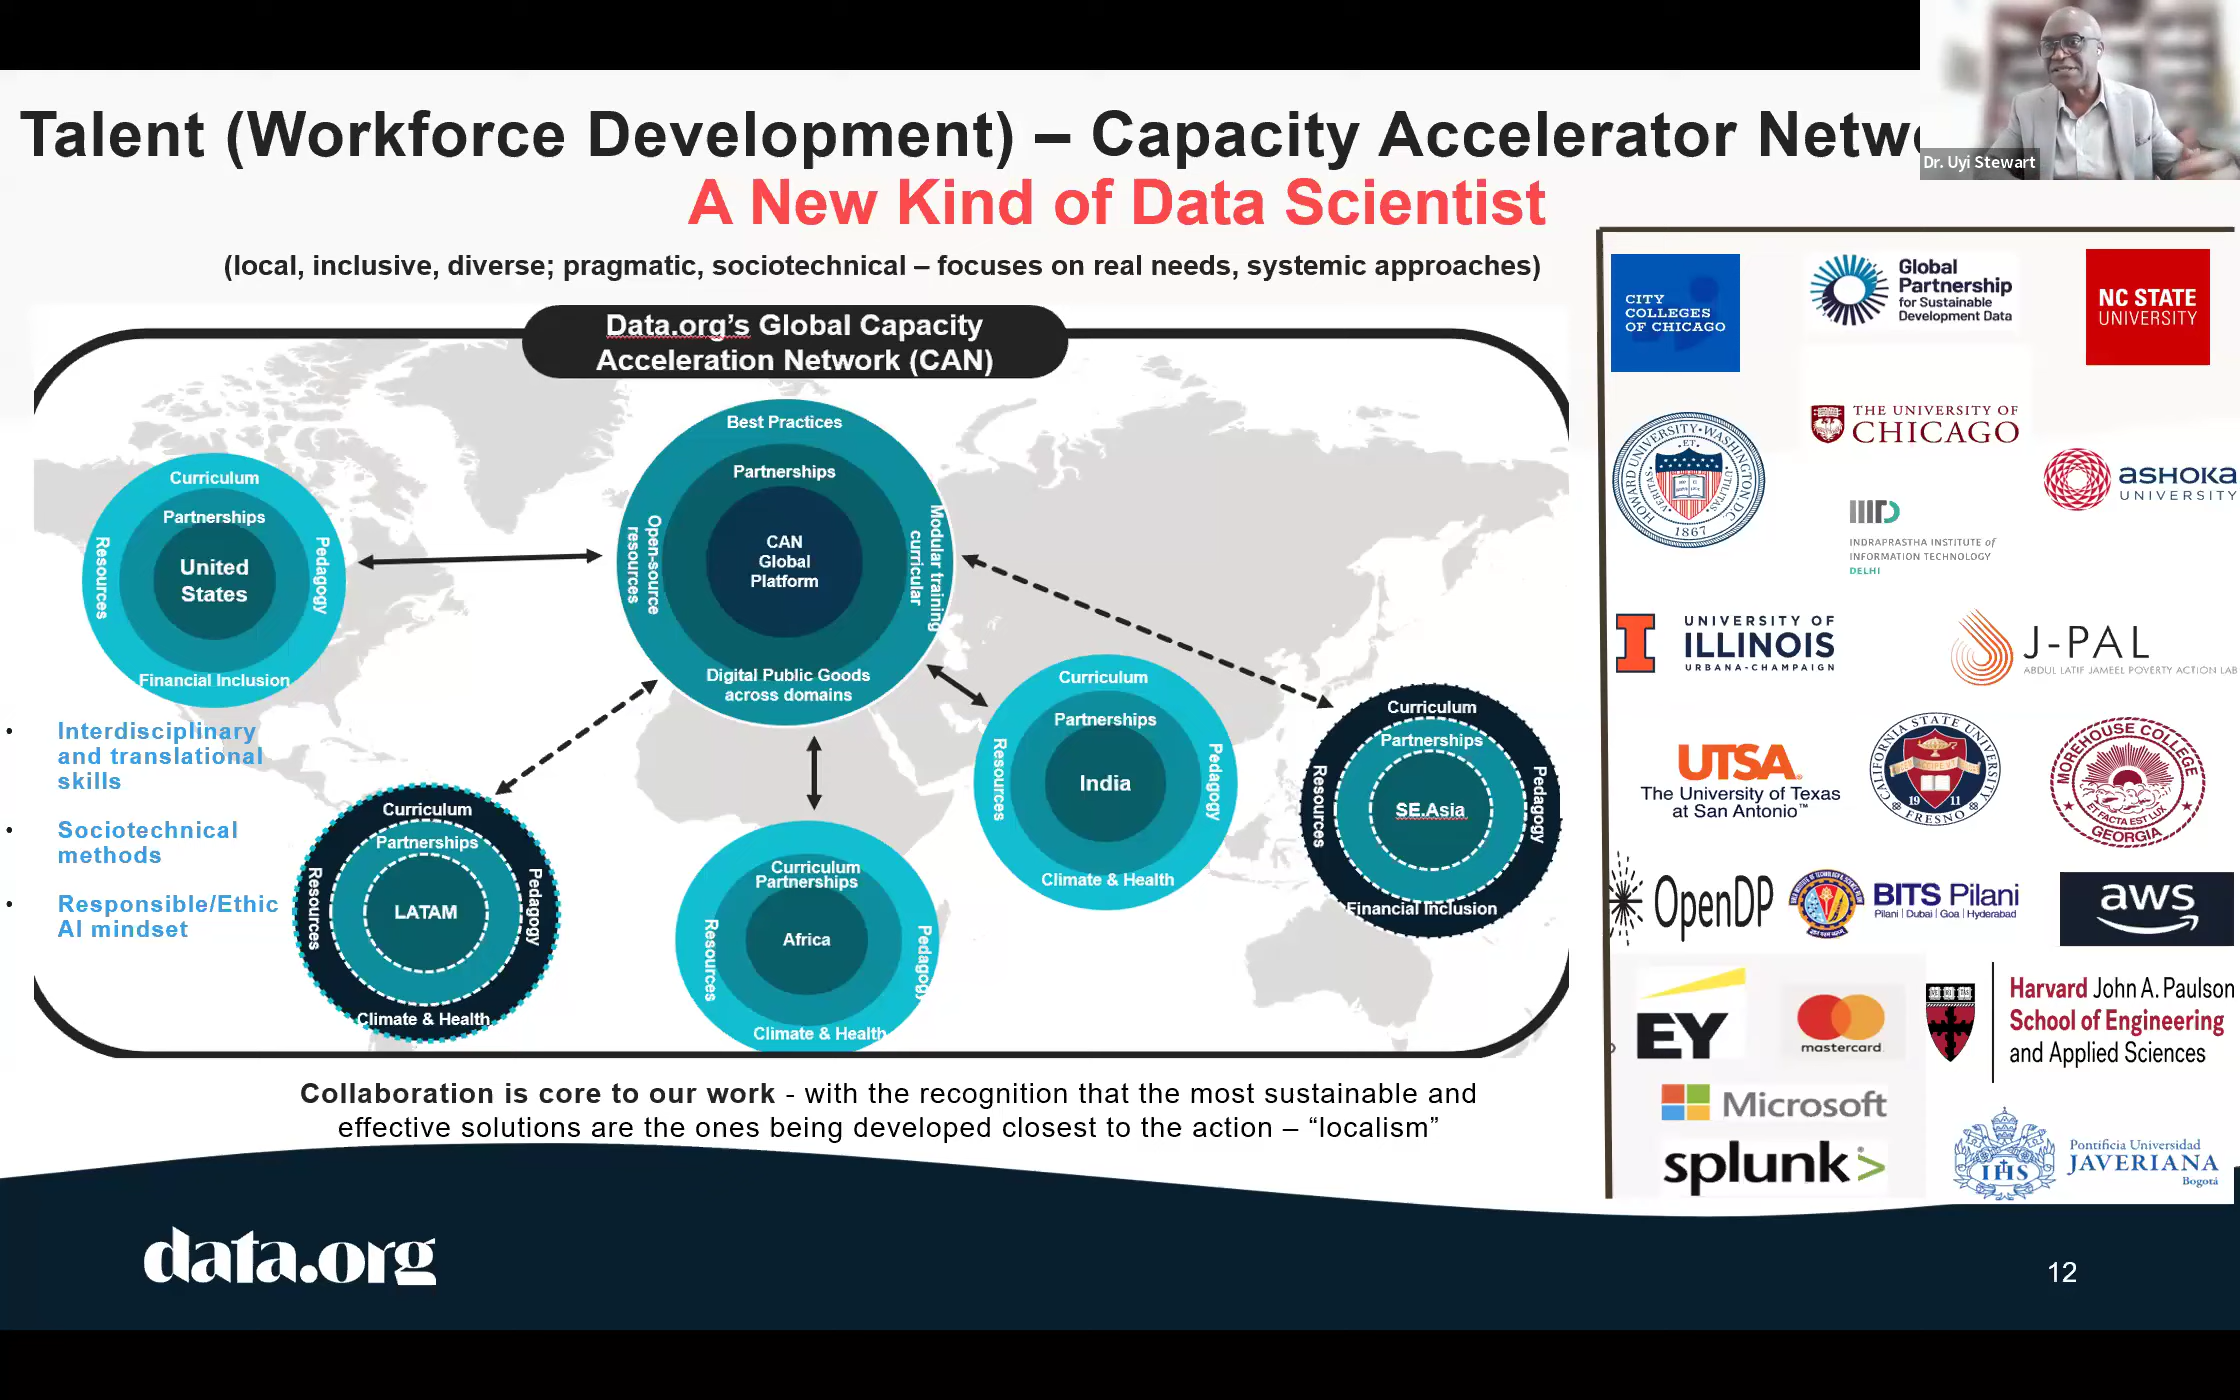 Talent (Workforce Development) – Capacity Accelerator Netw
Dr. Uyi Stewart
A New Kind of Data Scientist
(local, inclusive, diverse; pragmatic, sociotechnical – focuses on real needs, systemic approaches)
Data.org's Global Capacity
Acceleration Network (CAN)
Curriculum
Partnerships
Resources
Pedagogy
United
States
Financial Inclusion
Best Practices
Partnerships
Open-source
resources
Modular training
curricular
CAN
Global
Platform
Digital Public Goods
across domains
Curriculum
Partnerships
Resources
Pedagogy
India
Climate & Health
Curriculum
Partnerships
Resources
Pedagogy
SE.Asia
Financial Inclusion
• Interdisciplinary
and translational
skills
• Sociotechnical
methods
• Responsible/Ethic
AI mindset
Curriculum
Partnerships
Resources
Pedagogy
LATAM
Climate & Health
Curriculum
Partnerships
Resources
Pedagogy
Africa
Climate & Health
Collaboration is core to our work - with the recognition that the most sustainable and
effective solutions are the ones being developed closest to the action – “localism”
CITY
COLLEGES
OF CHICAGO
Global
Partnership
for Sustainable
Development Data
NC STATE
UNIVERSITY
HOWARD UNIVERSITY • WASHINGTON, D.C.
VERITAS ET UTILITAS
1867
THE UNIVERSITY OF
CHICAGO
ASHOKA
UNIVERSITY
IIITD
INDRAPRASTHA INSTITUTE of
INFORMATION TECHNOLOGY
DELHI
I
UNIVERSITY OF
ILLINOIS
URBANA-CHAMPAIGN
J-PAL
ABDUL LATIF JAMEEL POVERTY ACTION LAB
UTSA
The University of Texas
at San Antonio™
CALIFORNIA STATE UNIVERSITY
1911
FRESNO
MOREHOUSE COLLEGE
ET FACTA EST LUX
GEORGIA
OpenDP
BITS Pilani
Pilani | Dubai | Goa | Hyderabad
aws
EY
mastercard
Harvard John A. Paulson
School of Engineering
and Applied Sciences
Microsoft
splunk>
IHS
Pontificia Universidad
JAVERIANA
Bogotá
data.org
12